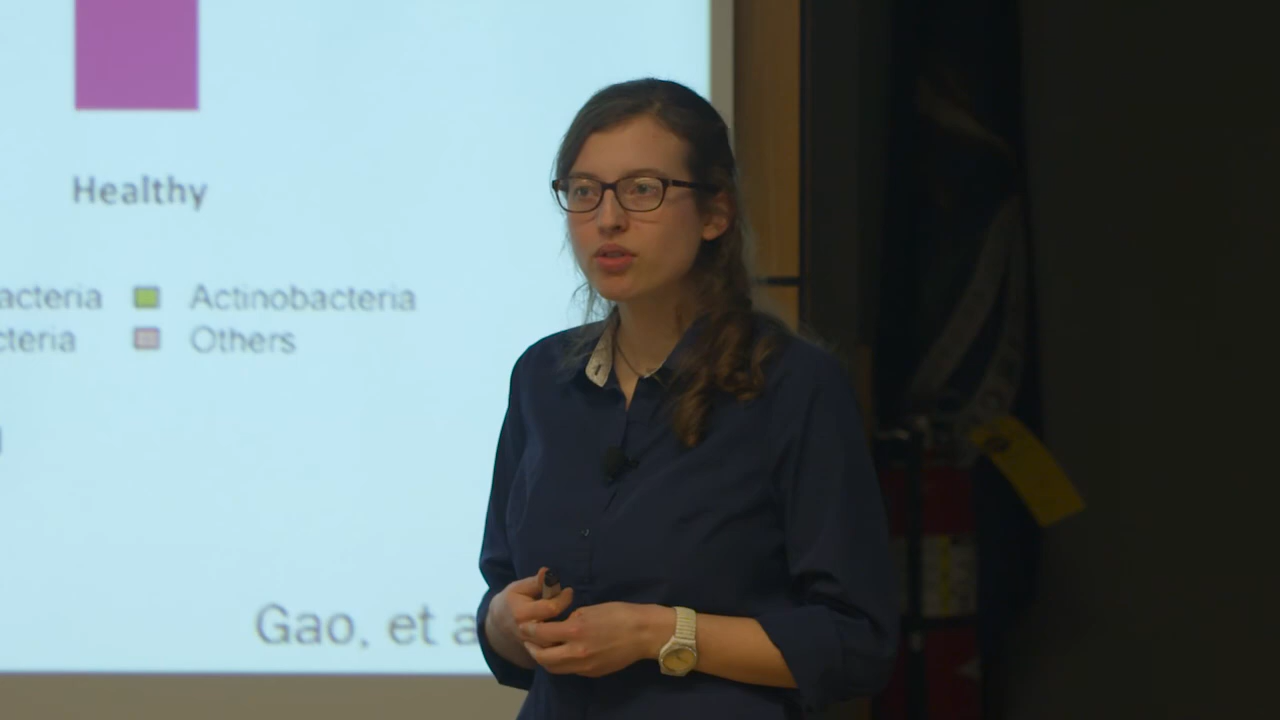 Healthy
acteria Actinobacteria
cteria Others
Gao, et a